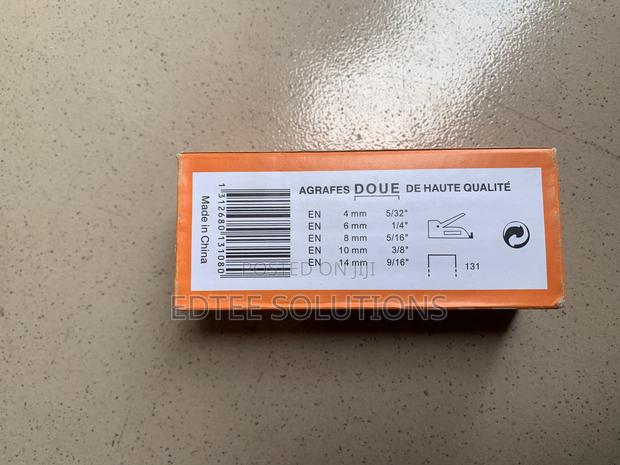 AGRAFES DOUE DE HAUTE QUALITÉ
EN 4 mm 5/32"
EN 6 mm 1/4"
EN 8 mm 5/16"
EN 10 mm 3/8"
EN 14 mm 9/16"
131
1312680131080
Made in China
POSTED ON JIJI
EDTEE SOLUTIONS